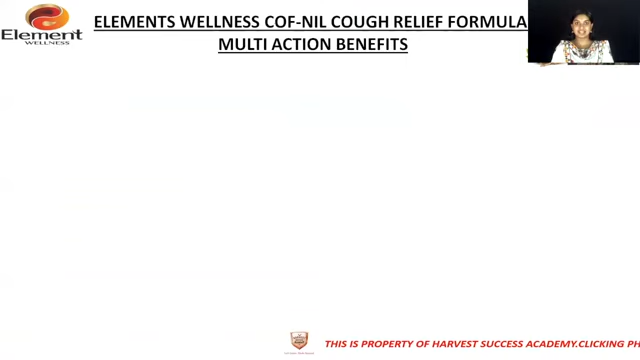 Element
WELLNESS
ELEMENTS WELLNESS COF-NIL COUGH RELIEF FORMULA
MULTI ACTION BENEFITS
THIS IS PROPERTY OF HARVEST SUCCESS ACADEMY.CLICKING PH